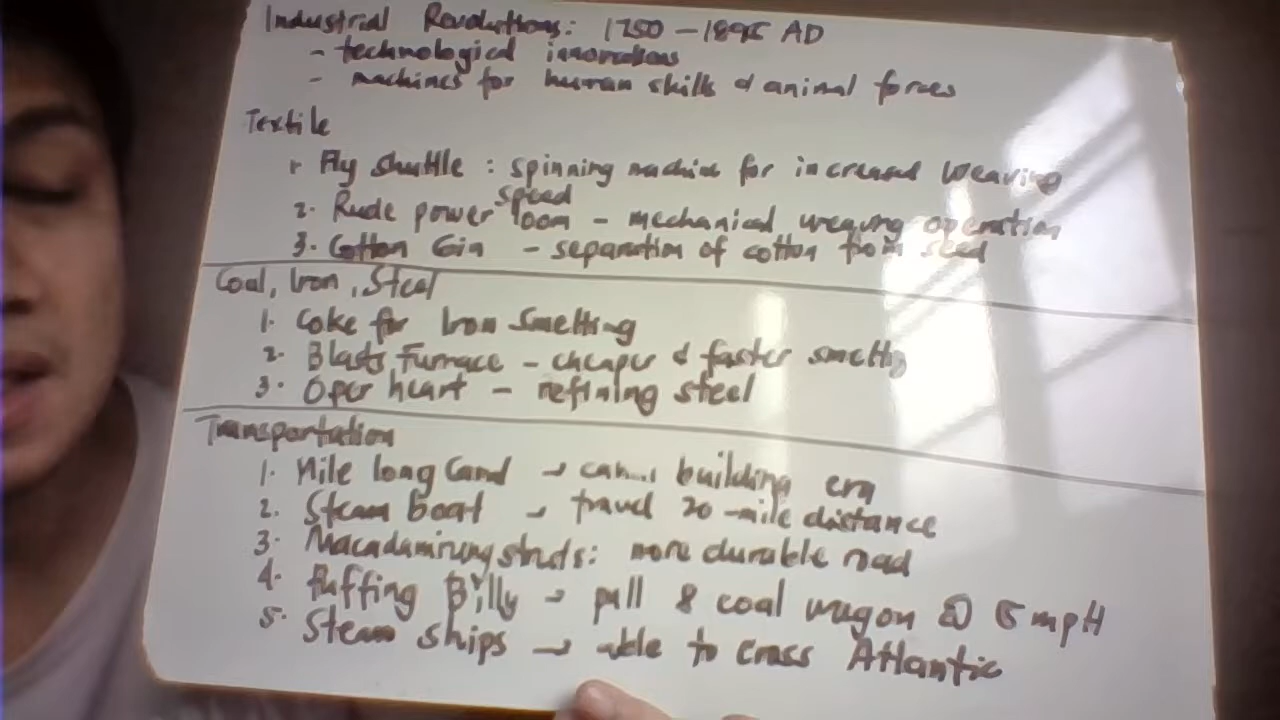 Industrial Revolutions: 1750 - 1895 AD
- technological innovations
- machines for human skills & animal forces
Textile
1. Fly shuttle : spinning machine for increased weaving speed
2. Rude power loom - mechanical weaving operation
3. Cotton Gin - separation of cotton from seed
Coal, Iron, Steel
1. Coke for Iron Smelting
2. Blasts Furnace - cheaper & faster smelting
3. Open heart - refining steel
Transportation
1. Mile long Canal → canal building era
2. Steam boat → travel 20-mile distance
3. more durable road
4. Puffing Billy → pull 8 coal wagon @ 5 mpH
5. Steam ships → able to cross Atlantic